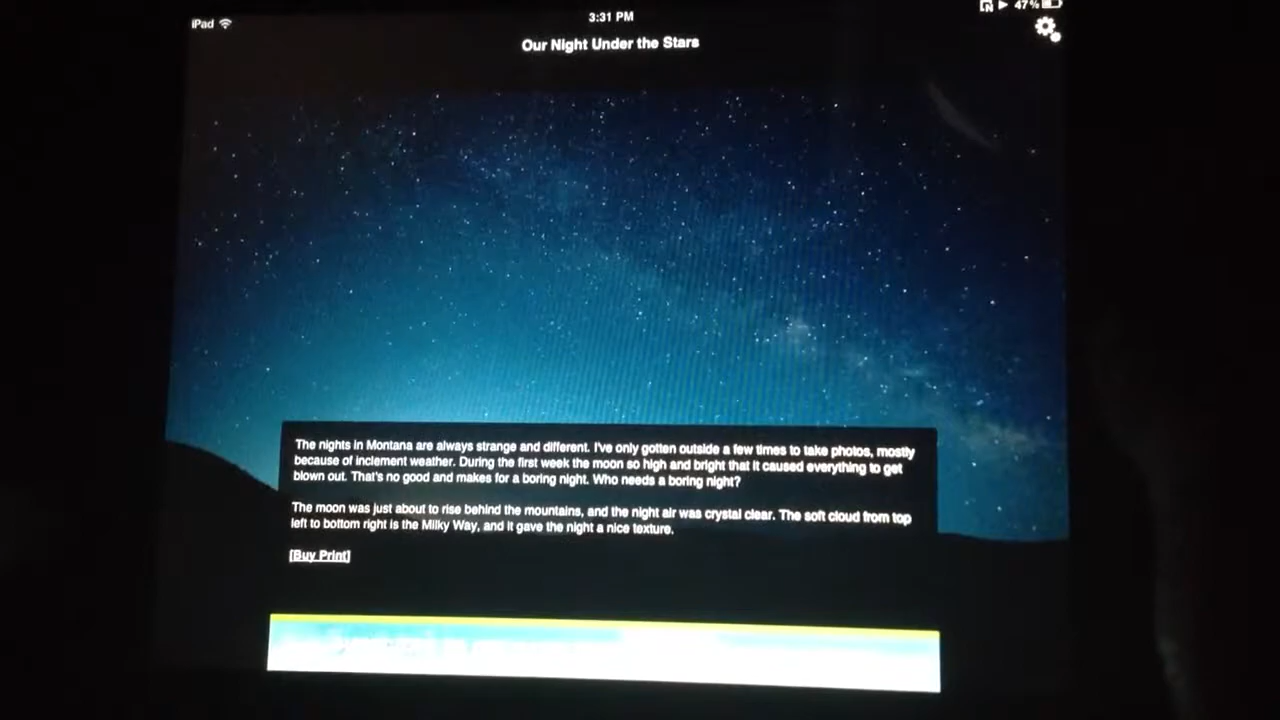 iPad
3:31 PM
47%
Our Night Under the Stars
The nights in Montana are always strange and different. I've only gotten outside a few times to take photos, mostly
because of inclement weather. During the first week the moon so high and bright that it caused everything to get
blown out. That's no good and makes for a boring night. Who needs a boring night?
The moon was just about to rise behind the mountains, and the night air was crystal clear. The soft cloud from top
left to bottom right is the Milky Way, and it gave the night a nice texture.
[Buy Print]